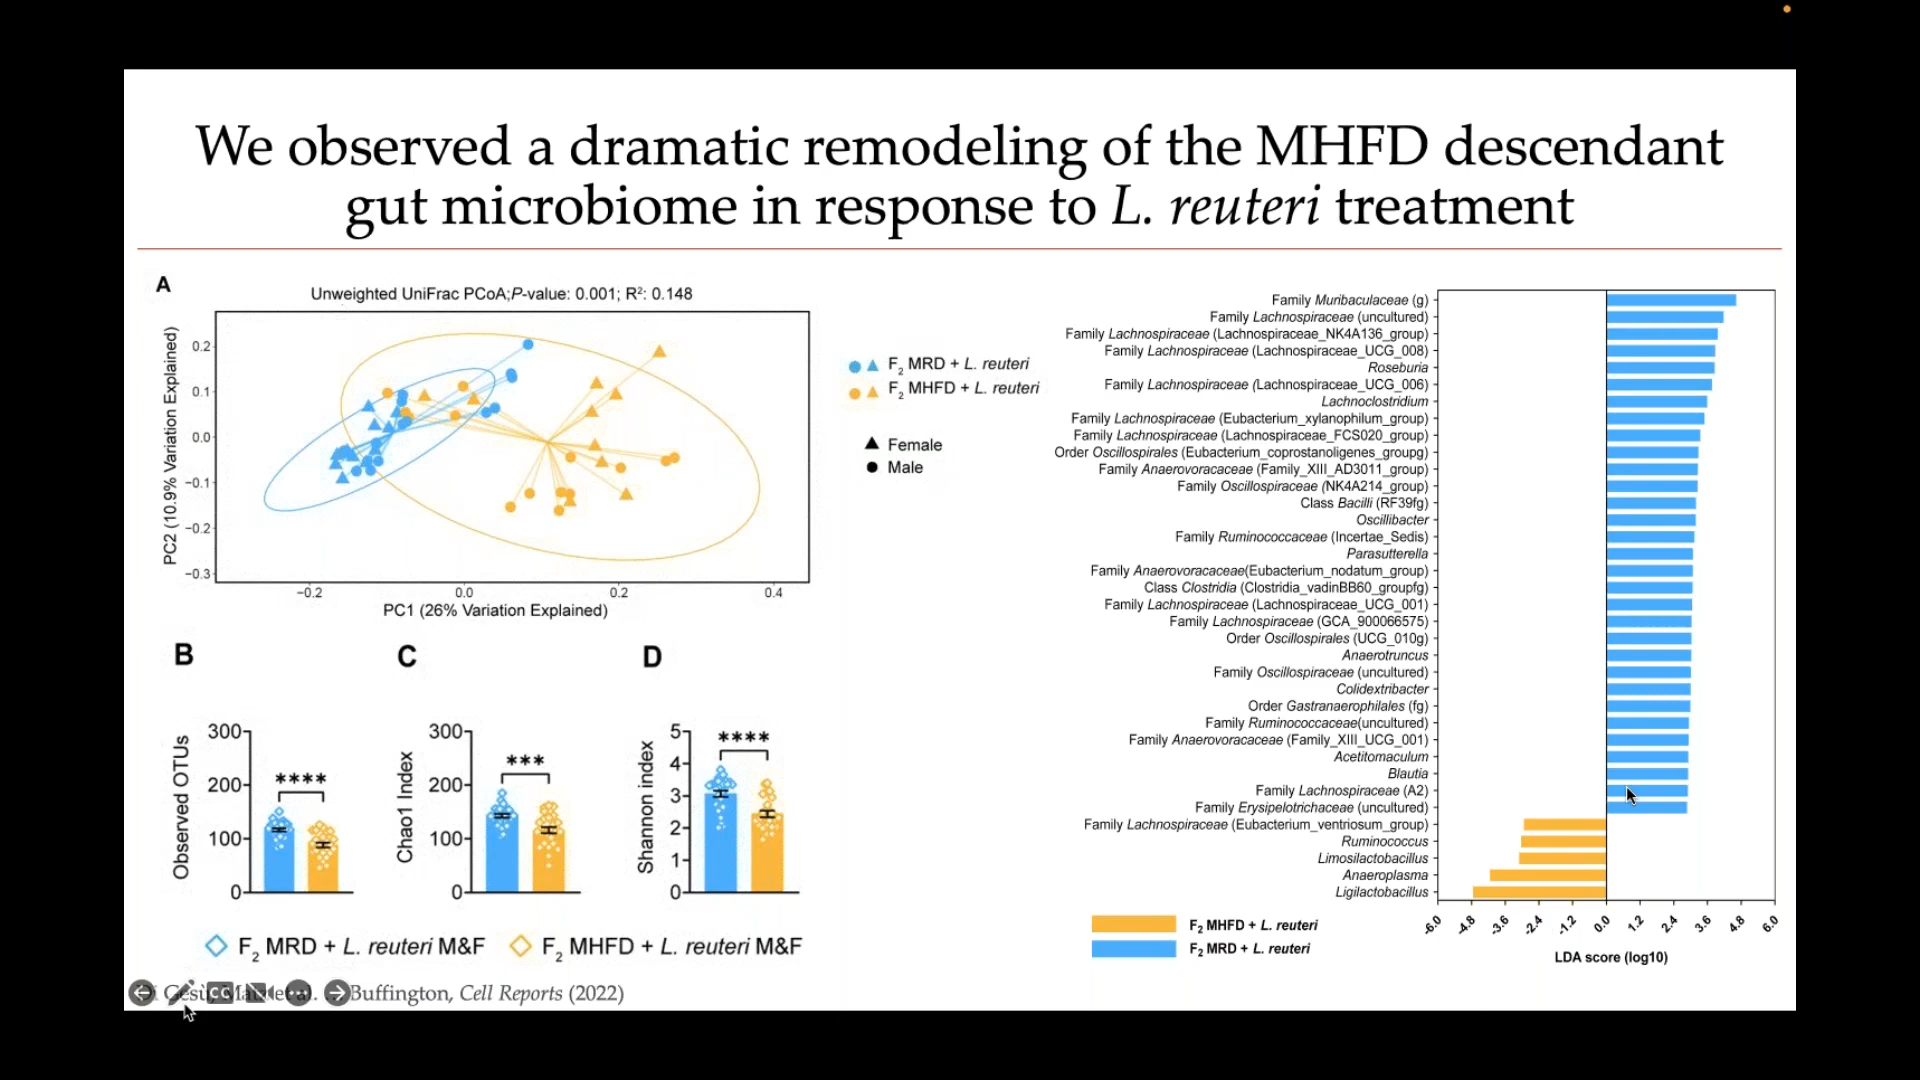 We observed a dramatic remodeling of the MHFD descendant
gut microbiome in response to L. reuteri treatment
A
Unweighted UniFrac PCoA;P-value: 0.001; R²: 0.148
PC2 (10.9% Variation Explained)
0.2
0.1
0.0
−0.1
−0.2
−0.3
−0.2
0.0
0.2
0.4
PC1 (26% Variation Explained)
F₂ MRD + L. reuteri
F₂ MHFD + L. reuteri
Female
Male
B
Observed OTUs
300
200
100
0
****
C
Chao1 Index
300
200
100
0
***
D
Shannon index
5
4
3
2
1
0
****
F₂ MRD + L. reuteri M&F
F₂ MHFD + L. reuteri M&F
Family Muribaculaceae (g)
Family Lachnospiraceae (uncultured)
Family Lachnospiraceae (Lachnospiraceae_NK4A136_group)
Family Lachnospiraceae (Lachnospiraceae_UCG_008)
Roseburia
Family Lachnospiraceae (Lachnospiraceae_UCG_006)
Lachnoclostridium
Family Lachnospiraceae (Eubacterium_xylanophilum_group)
Family Lachnospiraceae (Lachnospiraceae_FCS020_group)
Order Oscillospirales (Eubacterium_coprostanoligenes_groupg)
Family Anaerovoracaceae (Family_XIII_AD3011_group)
Family Oscillospiraceae (NK4A214_group)
Class Bacilli (RF39fg)
Oscillibacter
Family Ruminococcaceae (Incertae_Sedis)
Parasutterella
Family Anaerovoracaceae(Eubacterium_nodatum_group)
Class Clostridia (Clostridia_vadinBB60_groupfg)
Family Lachnospiraceae (Lachnospiraceae_UCG_001)
Family Lachnospiraceae (GCA_900066575)
Order Oscillospirales (UCG_010g)
Anaerotruncus
Family Oscillospiraceae (uncultured)
Colidextribacter
Order Gastranaerophilales (fg)
Family Ruminococcaceae(uncultured)
Family Anaerovoracaceae (Family_XIII_UCG_001)
Acetitomaculum
Blautia
Family Lachnospiraceae (A2)
Family Erysipelotrichaceae (uncultured)
Family Lachnospiraceae (Eubacterium_ventriosum_group)
Ruminococcus
Limosilactobacillus
Anaeroplasma
Ligilactobacillus
-6.0 -4.8 -3.6 -2.4 -1.2 0.0 1.2 2.4 3.6 4.8 6.0
LDA score (log10)
F₂ MHFD + L. reuteri
F₂ MRD + L. reuteri
et al. Buffington, Cell Reports (2022)
CC